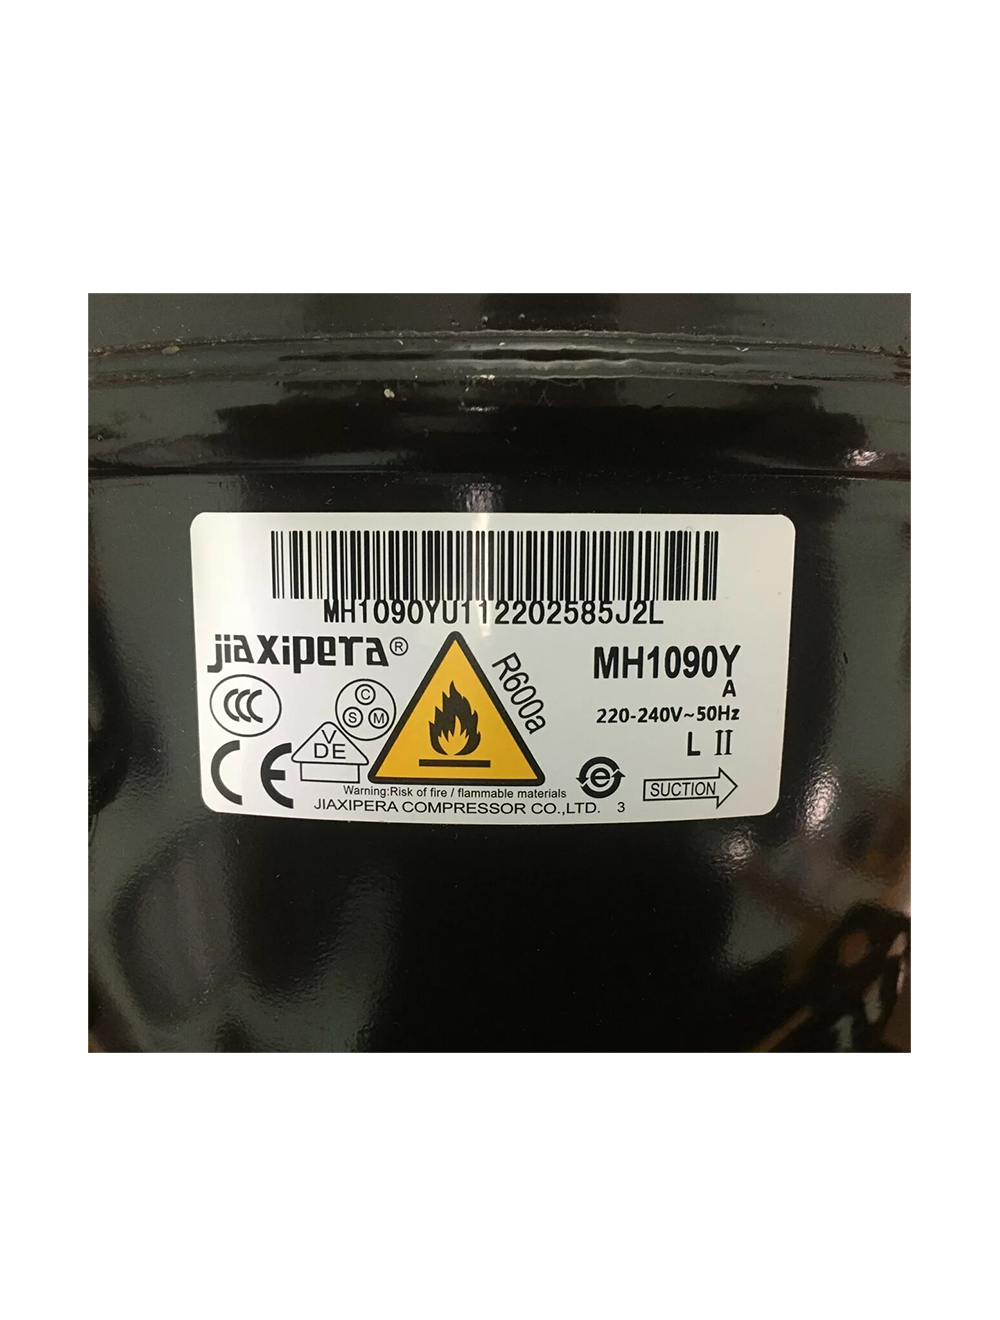 MH1090YU112202585J2L
jiaxipera®
R600a
MH1090Y
A
CCC
C
S M
V
DE
220-240V~50Hz
L II
CE
e
SUCTION
Warning:Risk of fire / flammable materials
JIAXIPERA COMPRESSOR CO.,LTD. 3